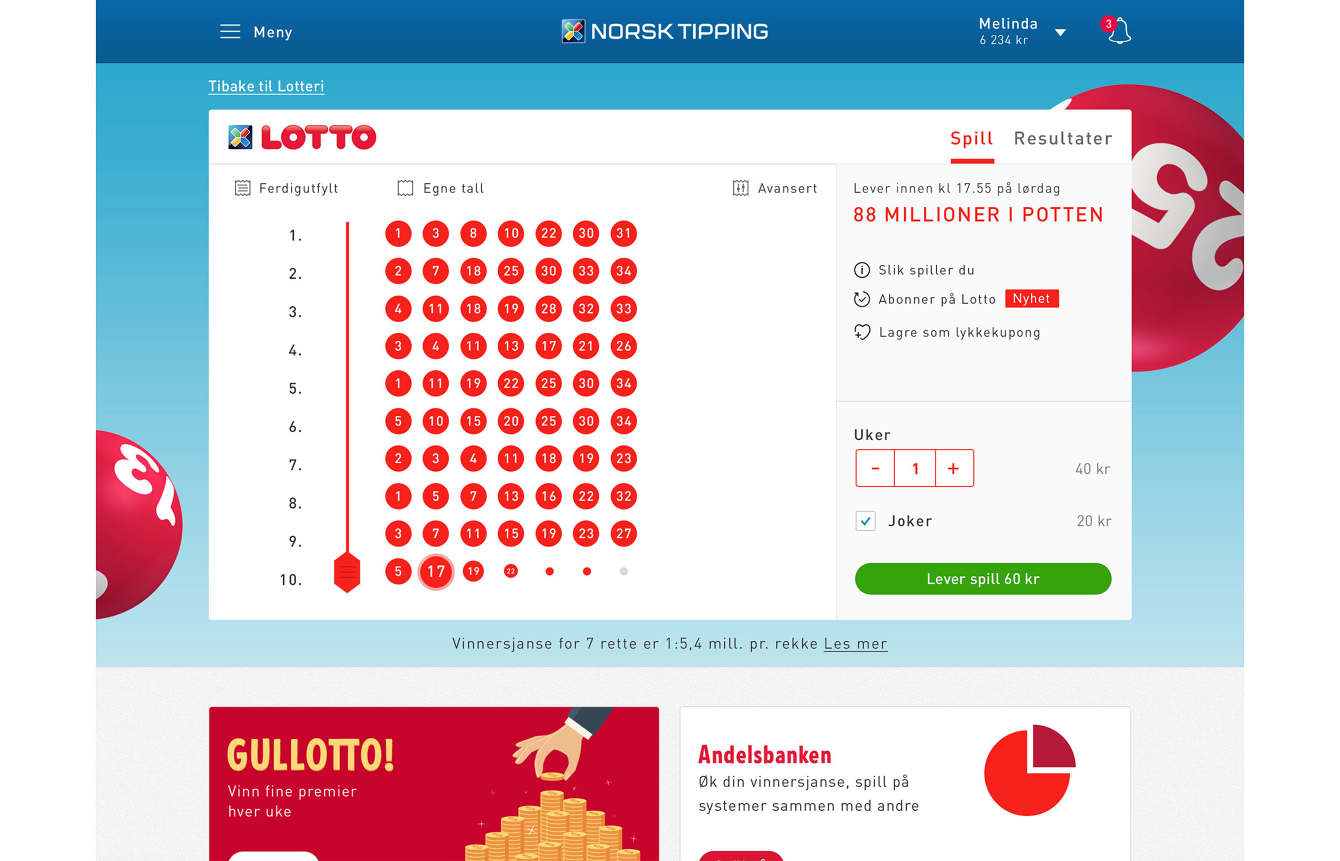 Meny
NORSK TIPPING
Melinda
6 234 kr
3
Tibake til Lotteri
LOTTO
Spill Resultater
Ferdigutfylt Egne tall Avansert
1. 1 3 8 10 22 30 31
2. 2 7 18 25 30 33 34
3. 4 11 18 19 28 32 33
4. 3 4 11 13 17 21 26
5. 1 11 19 22 25 30 34
6. 5 10 15 20 25 30 34
7. 2 3 4 11 18 19 23
8. 1 5 7 13 16 22 32
9. 3 7 11 15 19 23 27
10. 5 17 19 22
Lever innen kl 17.55 på lørdag
88 MILLIONER I POTTEN
Slik spiller du
Abonner på Lotto Nyhet
Lagre som lykkekupong
Uker
- 1 + 40 kr
Joker 20 kr
Lever spill 60 kr
25
13
Vinnersjanse for 7 rette er 1:5,4 mill. pr. rekke Les mer
GULLOTTO!
Vinn fine premier
hver uke
Andelsbanken
Øk din vinnersjanse, spill på
systemer sammen med andre